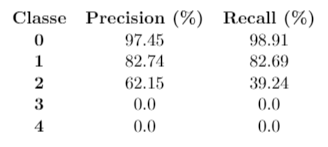 Classe Precision (%) Recall (%)
0 97.45 98.91
1 82.74 82.69
2 62.15 39.24
3 0.0 0.0
4 0.0 0.0